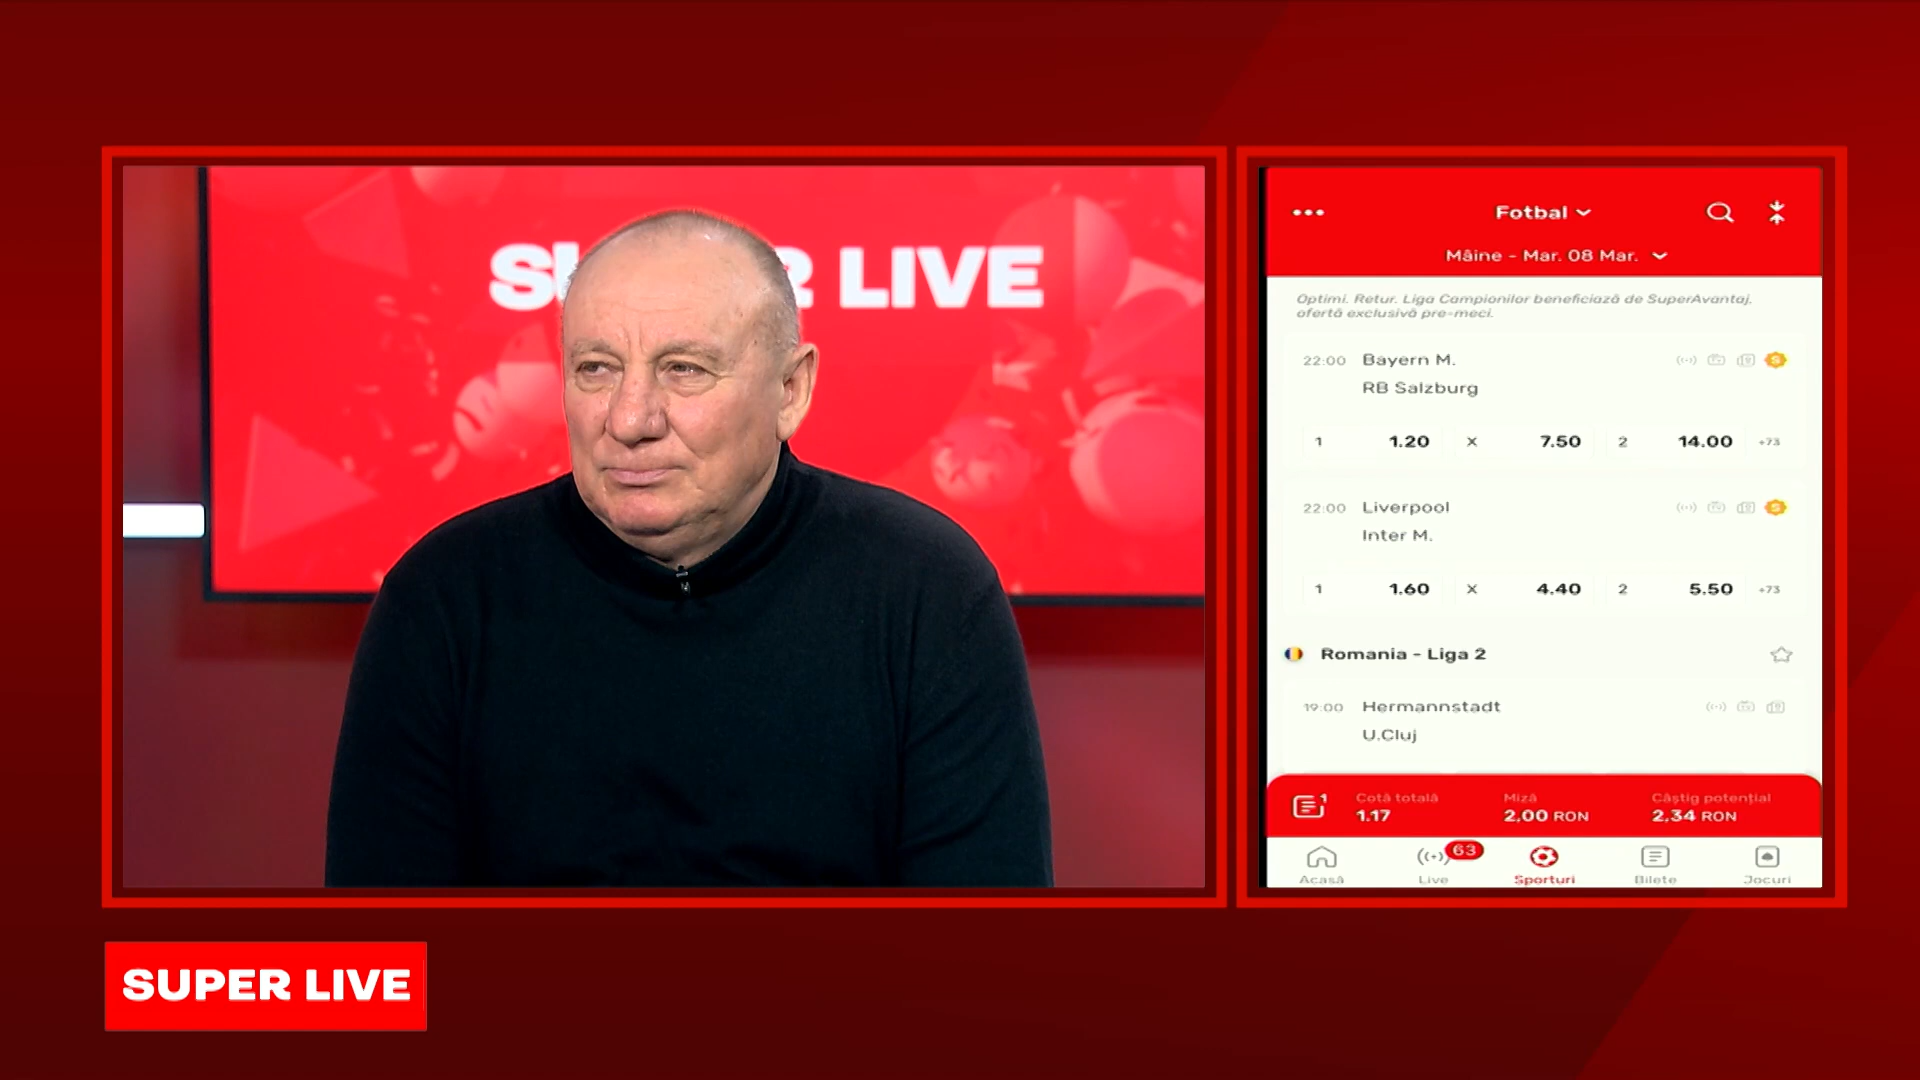 SU R LIVE
•••
Fotbal
Mâine - Mar. 08 Mar.
Optimi. Retur. Liga Campionilor beneficiază de SuperAvantaj,
ofertă exclusivă pre-meci.
22:00 Bayern M.
RB Salzburg
1 1.20 X 7.50 2 14.00 +73
22:00 Liverpool
Inter M.
1 1.60 X 4.40 2 5.50 +73
Romania - Liga 2
19:00 Hermannstadt
U.Cluj
1 Cotă totală Miză Câștig potențial
1.17 2,00 RON 2,34 RON
63
Acasă Live Sporturi Bilete Jocuri
SUPER LIVE